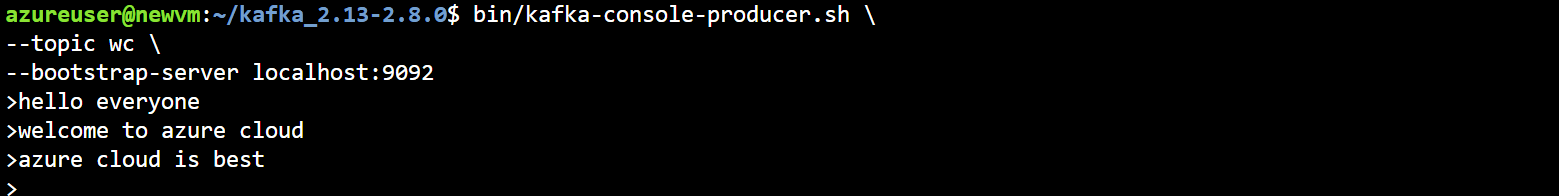 azureuser@newvm:~/kafka_2.13-2.8.0$ bin/kafka-console-producer.sh \
--topic wc \
--bootstrap-server localhost:9092
>hello everyone
>welcome to azure cloud
>azure cloud is best
>